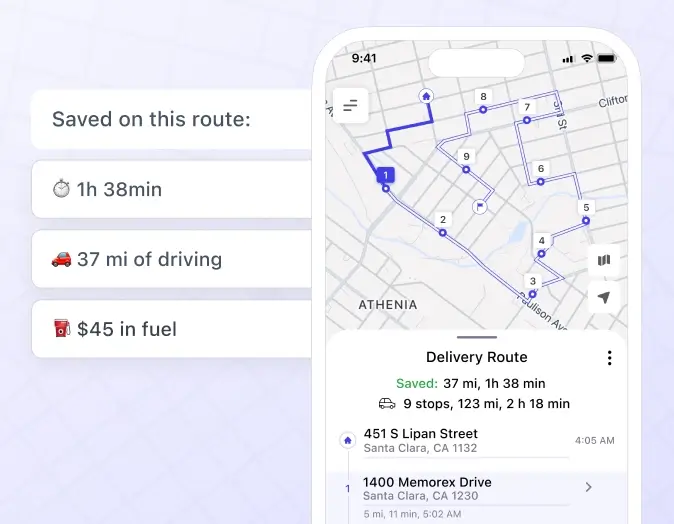 Saved on this route:
1h 38min
37 mi of driving
$45 in fuel
9:41
8
7
Clifton
St
9
1
6
2
5
4
3
Paulison Ave
ATHENIA
Delivery Route
Saved: 37 mi, 1h 38 min
9 stops, 123 mi, 2 h 18 min
451 S Lipan Street
4:05 AM
Santa Clara, CA 1132
1400 Memorex Drive
1
Santa Clara, CA 1230
5 mi, 11 min, 5:02 AM